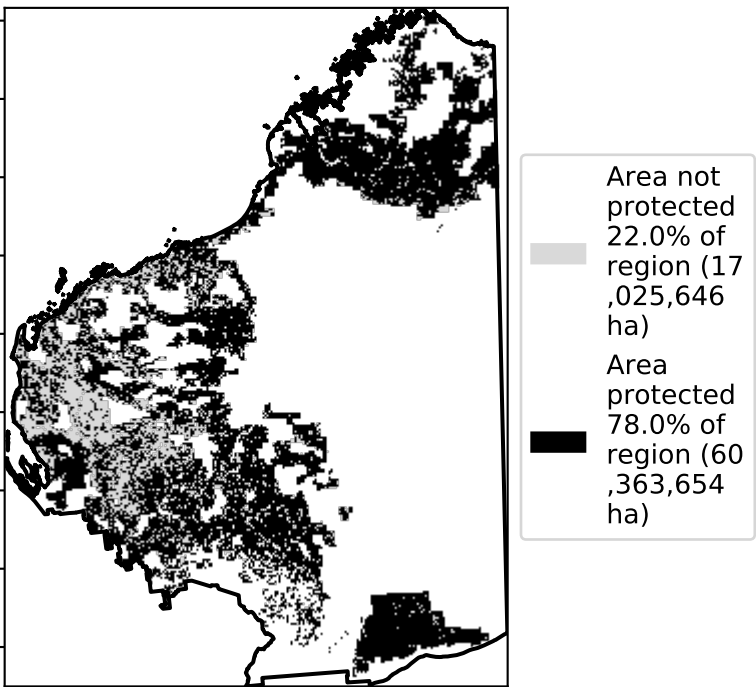 Area not
protected
22.0% of
region (17
,025,646
ha)
Area
protected
78.0% of
region (60
,363,654
ha)